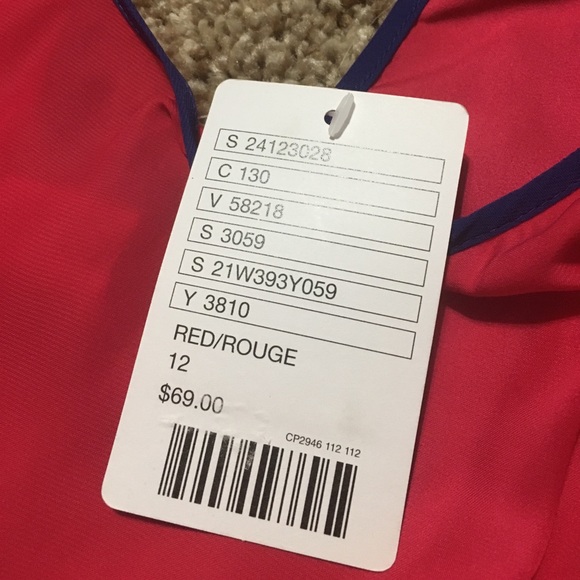 S 24123028
C 130
V 58218
S 3059
S 21W393Y059
Y 3810
RED/ROUGE
12
$69.00
CP2946 112 112